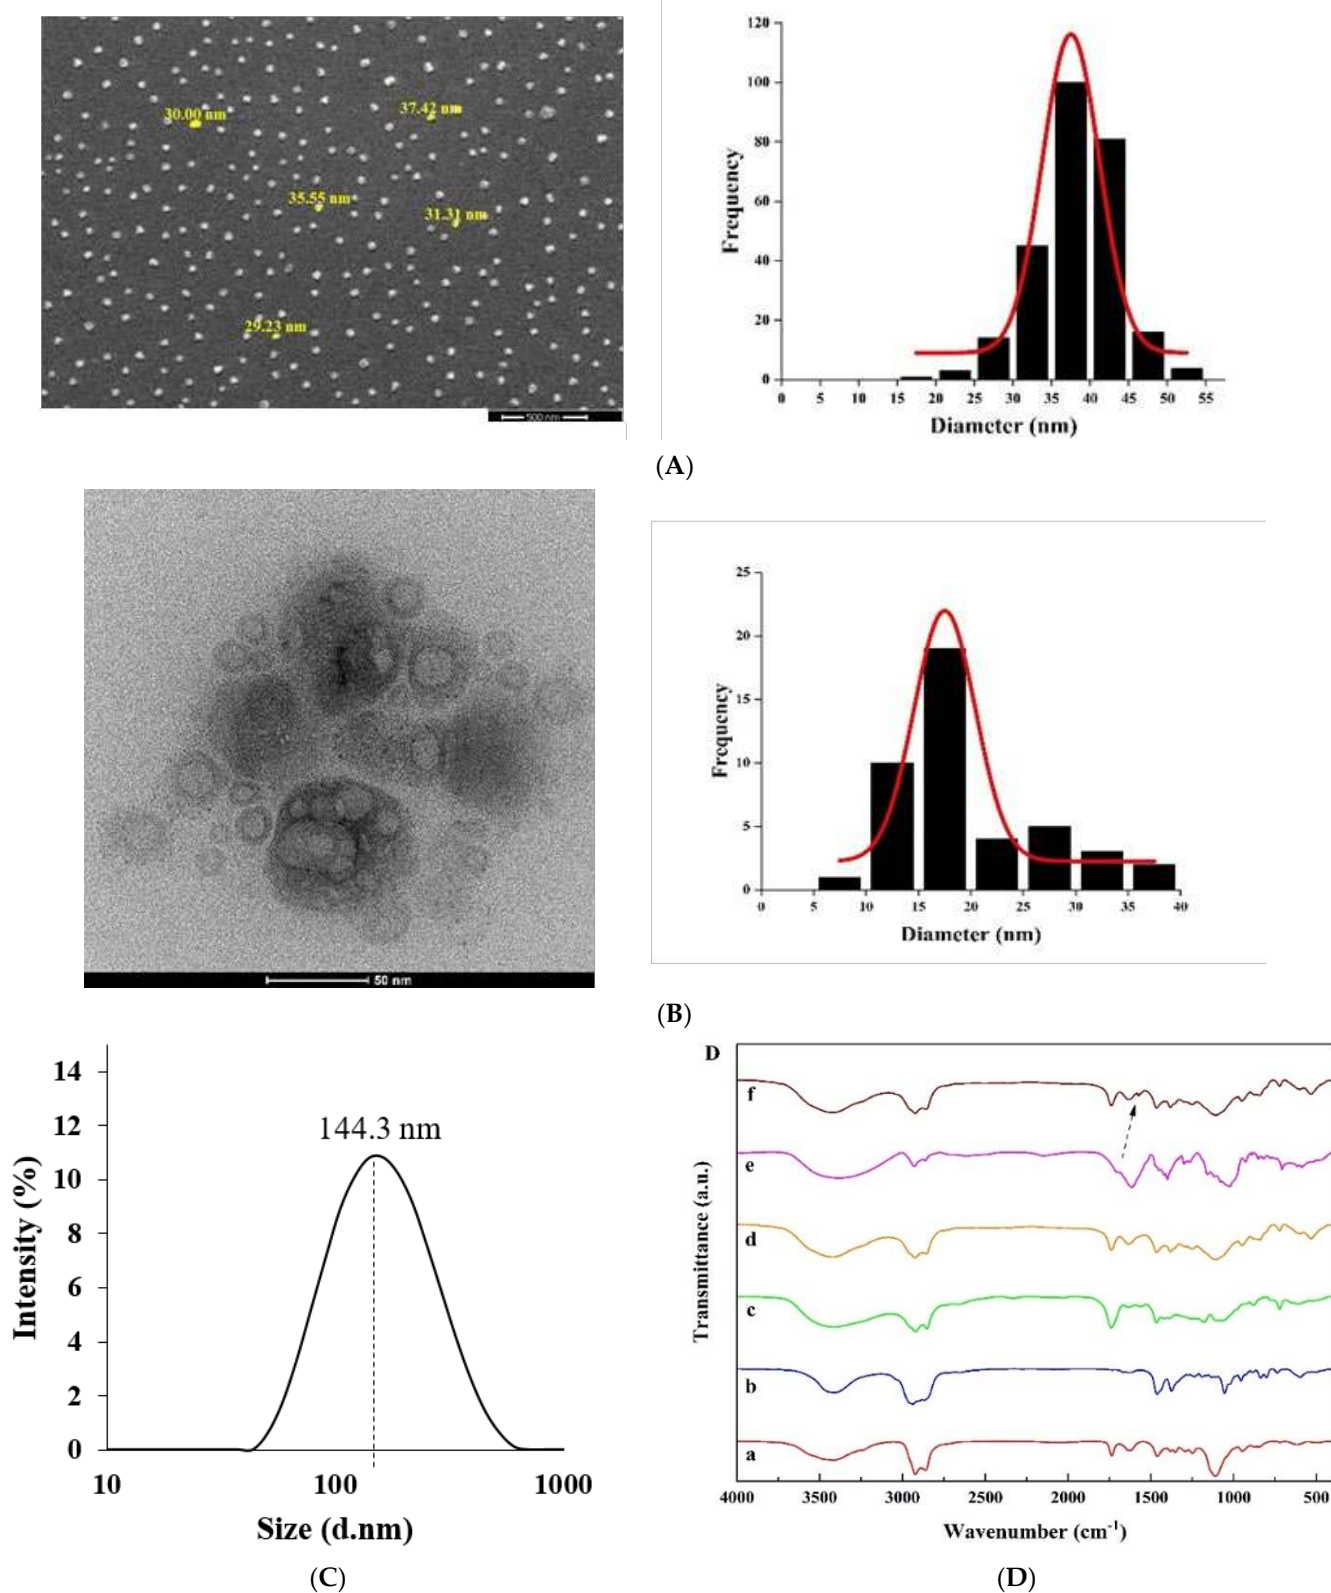 30.00 nm
37.42 nm
35.55 nm
31.31 nm
29.23 nm
500 nm
120
100
80
60
40
20
0
Frequency
0 5 10 15 20 25 30 35 40 45 50 55
Diameter (nm)
(A)
50 nm
25
20
15
10
5
0
Frequency
0 5 10 15 20 25 30 35 40
Diameter (nm)
(B)
14
12
10
8
6
4
2
0
Intensity (%)
144.3 nm
10 100 1000
Size (d.nm)
(C)
D
f
e
d
c
b
a
Transmittance (a.u.)
4000 3500 3000 2500 2000 1500 1000 500
Wavenumber (cm⁻¹)
(D)